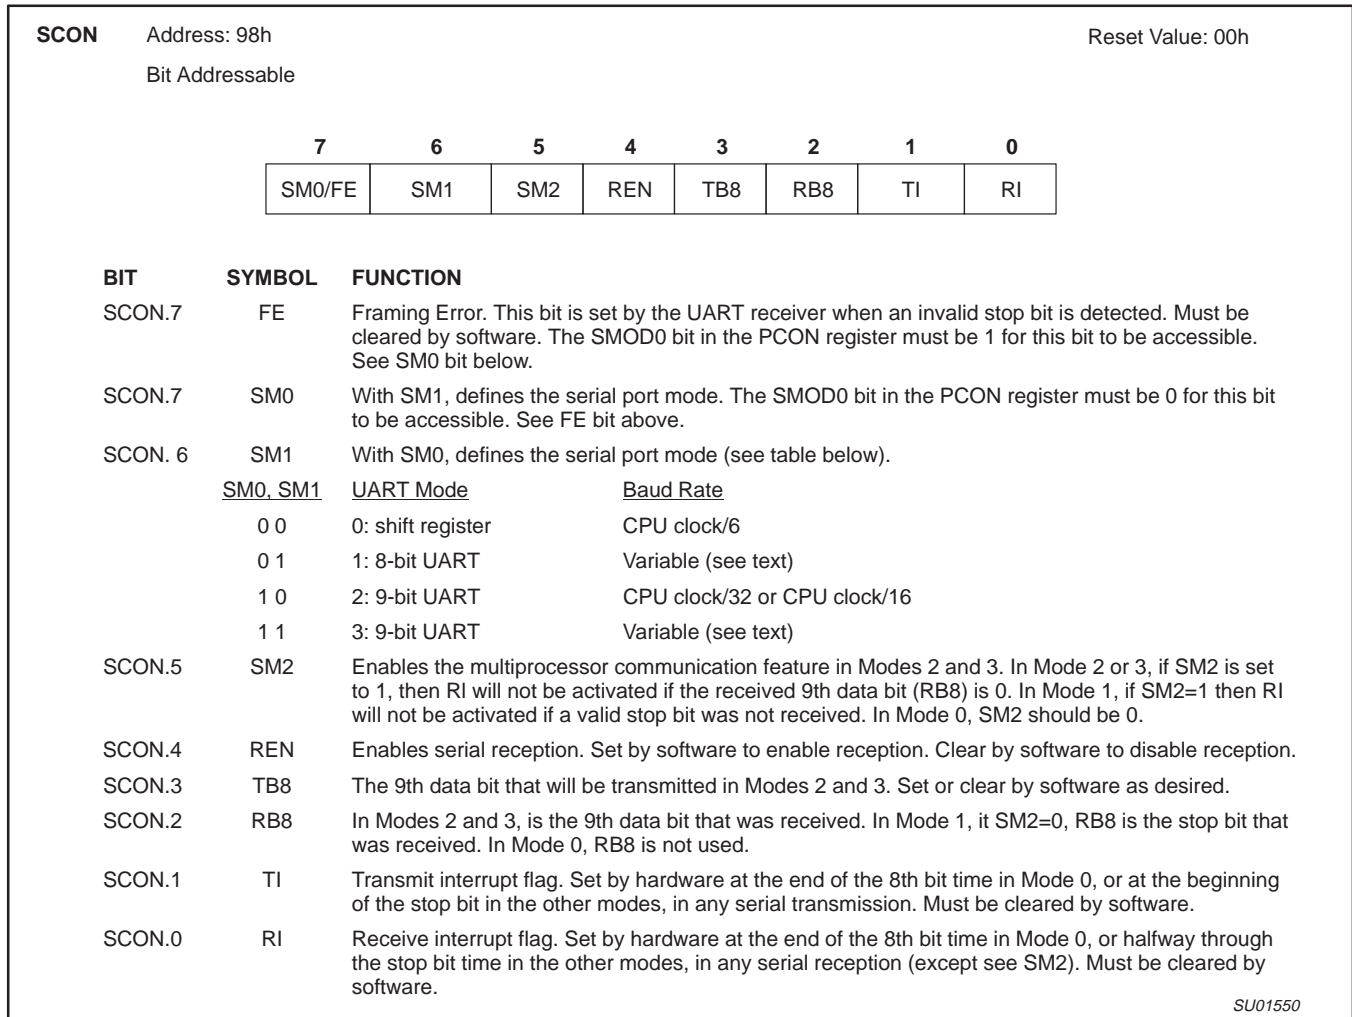 SCON Address: 98h Reset Value: 00h
Bit Addressable
7 6 5 4 3 2 1 0
SM0/FE SM1 SM2 REN TB8 RB8 TI RI
BIT SYMBOL FUNCTION
SCON.7 FE Framing Error. This bit is set by the UART receiver when an invalid stop bit is detected. Must be
cleared by software. The SMOD0 bit in the PCON register must be 1 for this bit to be accessible.
See SM0 bit below.
SCON.7 SM0 With SM1, defines the serial port mode. The SMOD0 bit in the PCON register must be 0 for this bit
to be accessible. See FE bit above.
SCON. 6 SM1 With SM0, defines the serial port mode (see table below).
SM0, SM1 UART Mode Baud Rate
0 0 0: shift register CPU clock/6
0 1 1: 8-bit UART Variable (see text)
1 0 2: 9-bit UART CPU clock/32 or CPU clock/16
1 1 3: 9-bit UART Variable (see text)
SCON.5 SM2 Enables the multiprocessor communication feature in Modes 2 and 3. In Mode 2 or 3, if SM2 is set
to 1, then RI will not be activated if the received 9th data bit (RB8) is 0. In Mode 1, if SM2=1 then RI
will not be activated if a valid stop bit was not received. In Mode 0, SM2 should be 0.
SCON.4 REN Enables serial reception. Set by software to enable reception. Clear by software to disable reception.
SCON.3 TB8 The 9th data bit that will be transmitted in Modes 2 and 3. Set or clear by software as desired.
SCON.2 RB8 In Modes 2 and 3, is the 9th data bit that was received. In Mode 1, it SM2=0, RB8 is the stop bit that
was received. In Mode 0, RB8 is not used.
SCON.1 TI Transmit interrupt flag. Set by hardware at the end of the 8th bit time in Mode 0, or at the beginning
of the stop bit in the other modes, in any serial transmission. Must be cleared by software.
SCON.0 RI Receive interrupt flag. Set by hardware at the end of the 8th bit time in Mode 0, or halfway through
the stop bit time in the other modes, in any serial reception (except see SM2). Must be cleared by
software.
SU01550